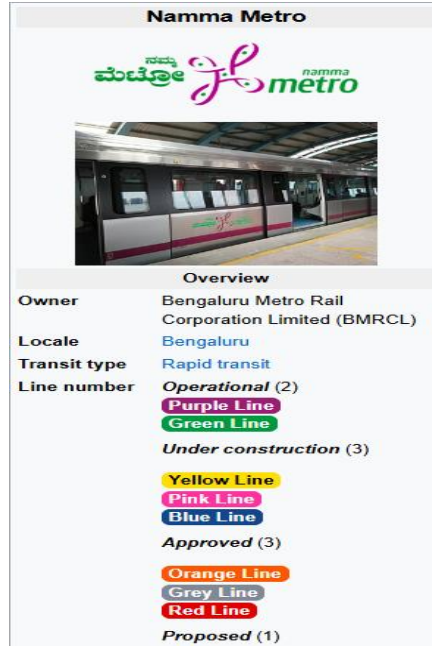 Namma Metro
ನಮ್ಮ
ಮೆಟ್ರೋ
namma
metro
Overview
Owner Bengaluru Metro Rail
Corporation Limited (BMRCL)
Locale Bengaluru
Transit type Rapid transit
Line number Operational (2)
Purple Line
Green Line
Under construction (3)
Yellow Line
Pink Line
Blue Line
Approved (3)
Orange Line
Grey Line
Red Line
Proposed (1)